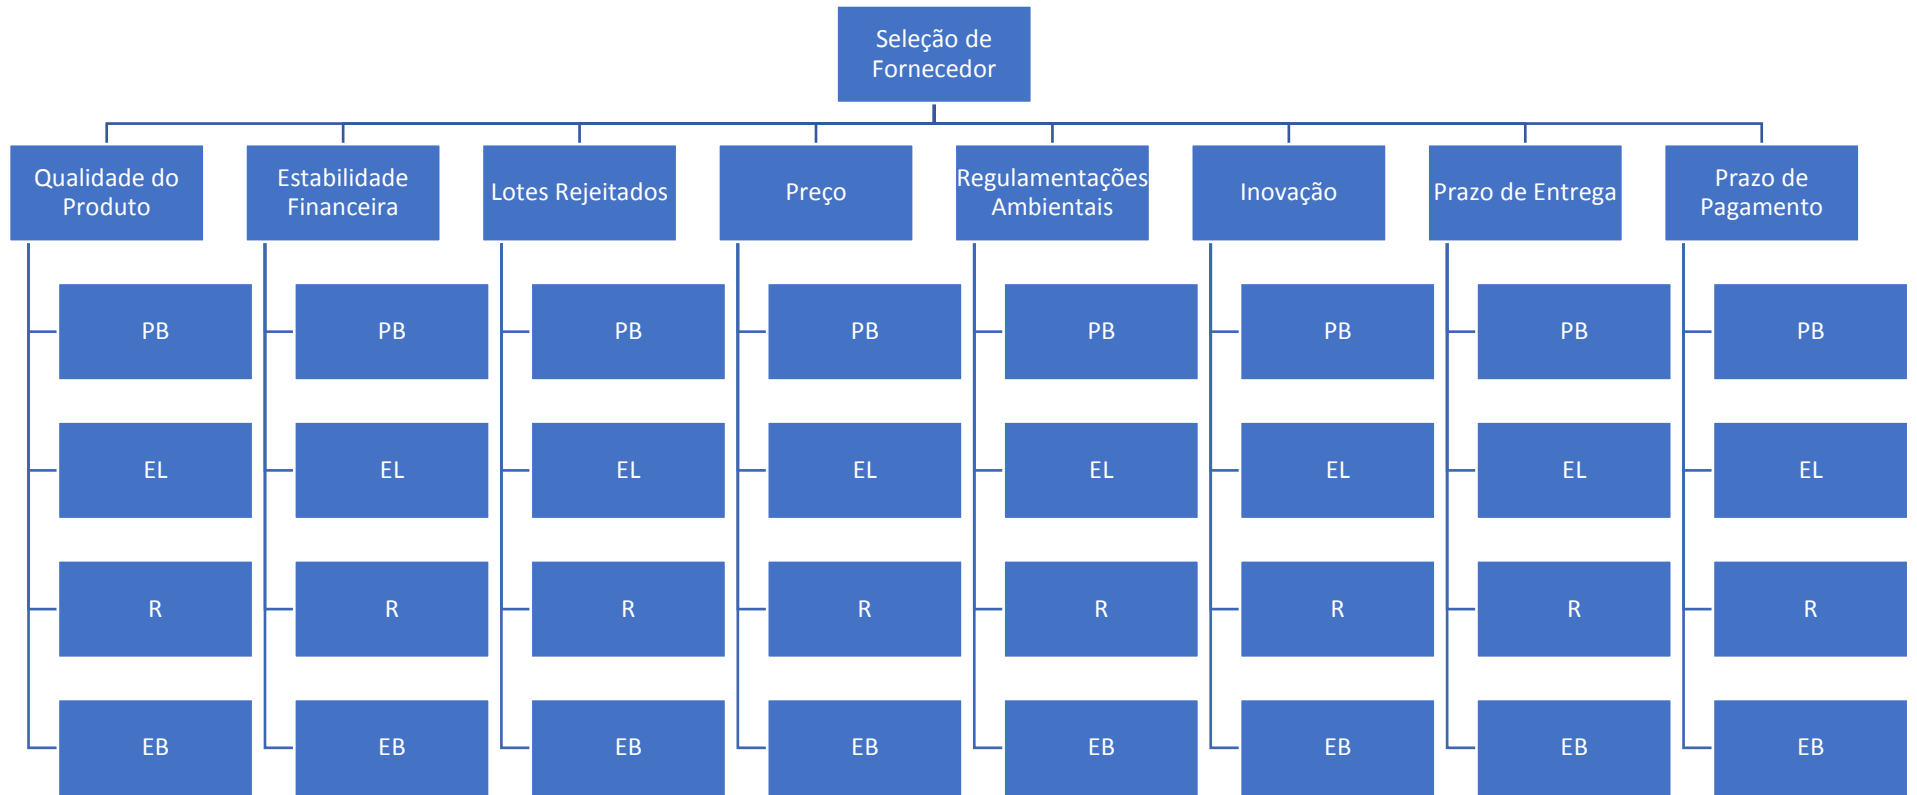 Seleção de
Fornecedor
Qualidade do
Produto
Estabilidade
Financeira
Lotes Rejeitados
Preço
Regulamentações
Ambientais
Inovação
Prazo de Entrega
Prazo de
Pagamento
PB
PB
PB
PB
PB
PB
PB
PB
EL
EL
EL
EL
EL
EL
EL
EL
R
R
R
R
R
R
R
R
EB
EB
EB
EB
EB
EB
EB
EB